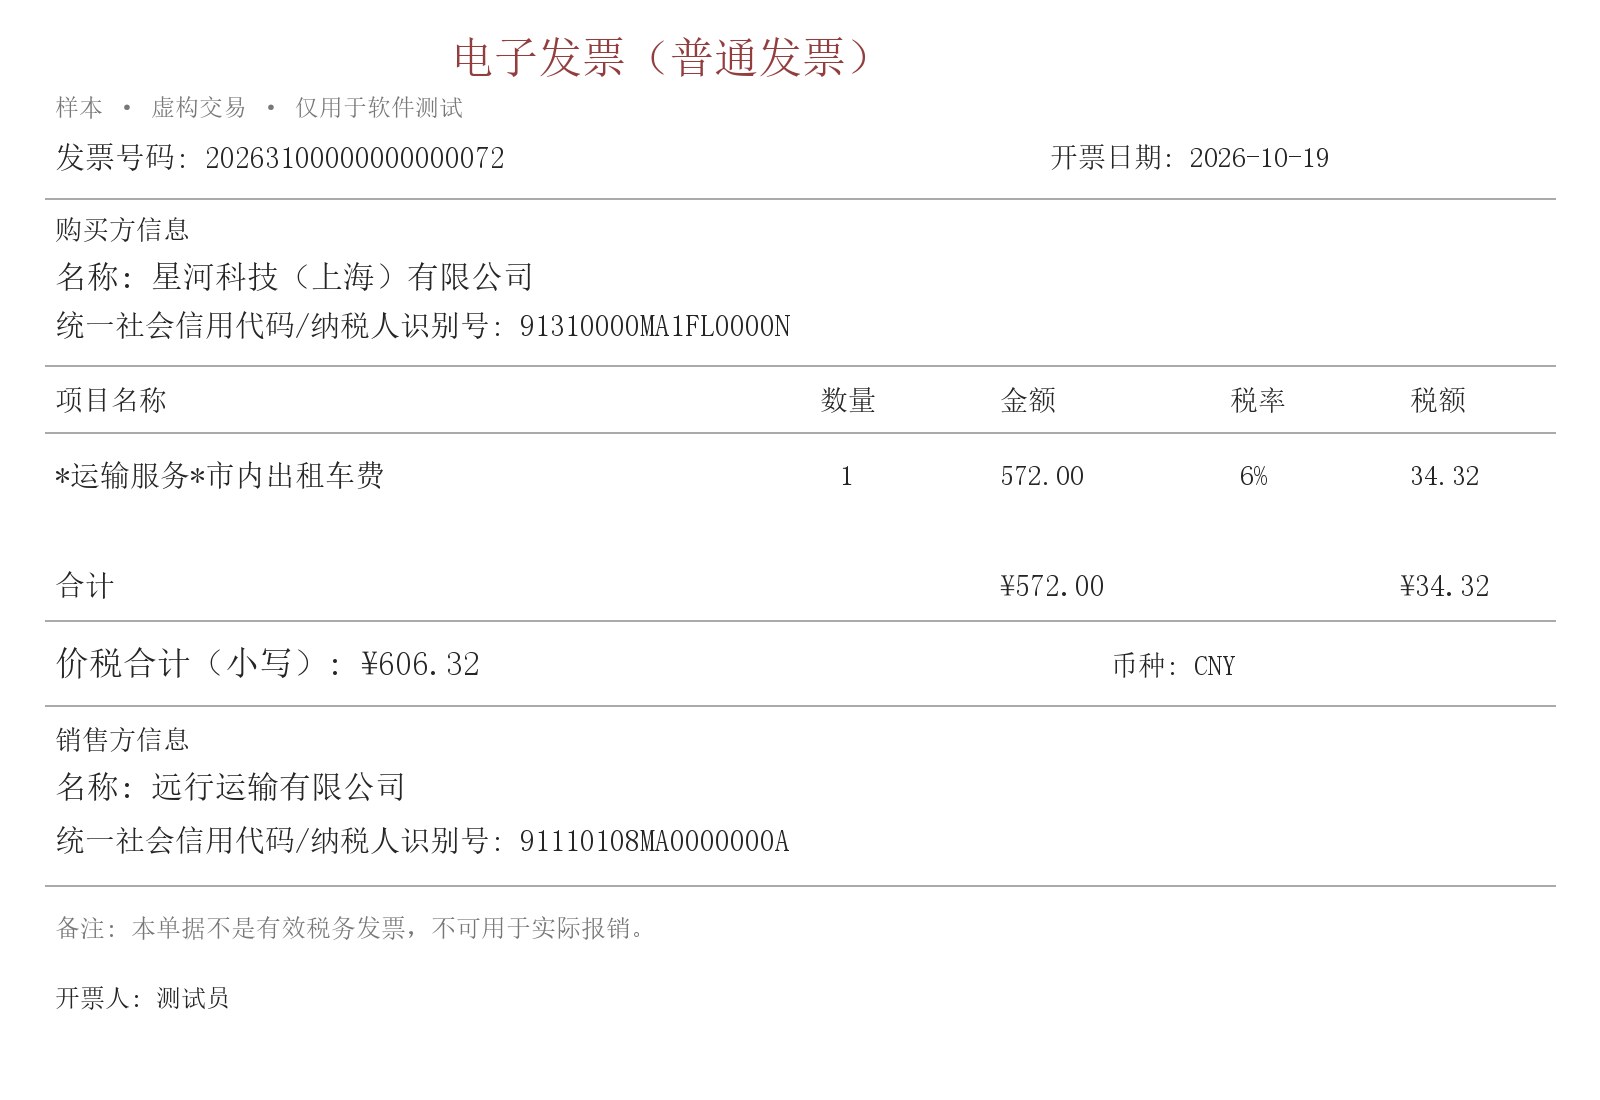 电子发票（普通发票）
样本 • 虚构交易 • 仅用于软件测试
发票号码: 20263100000000000072 开票日期: 2026-10-19
购买方信息
名称: 星河科技（上海）有限公司
统一社会信用代码/纳税人识别号: 91310000MA1FL0000N
项目名称 数量 金额 税率 税额
*运输服务*市内出租车费 1 572.00 6% 34.32
合计 ¥572.00 ¥34.32
价税合计（小写）: ¥606.32 币种: CNY
销售方信息
名称: 远行运输有限公司
统一社会信用代码/纳税人识别号: 91110108MA0000000A
备注: 本单据不是有效税务发票，不可用于实际报销。
开票人: 测试员